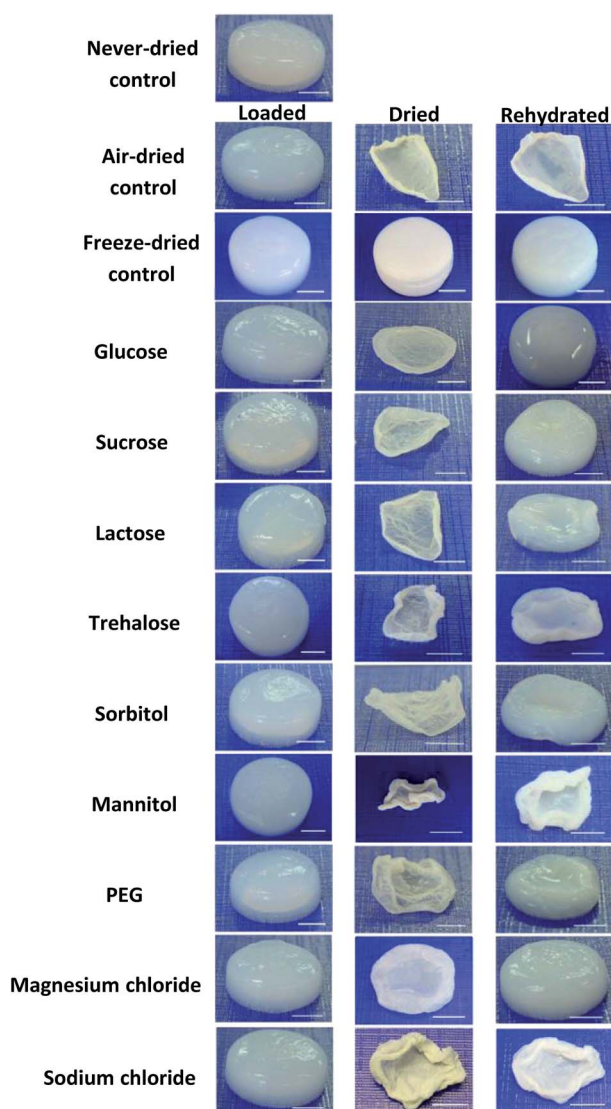 Never-dried
control
Loaded
Dried
Rehydrated
Air-dried
control
Freeze-dried
control
Glucose
Sucrose
Lactose
Trehalose
Sorbitol
Mannitol
PEG
Magnesium chloride
Sodium chloride